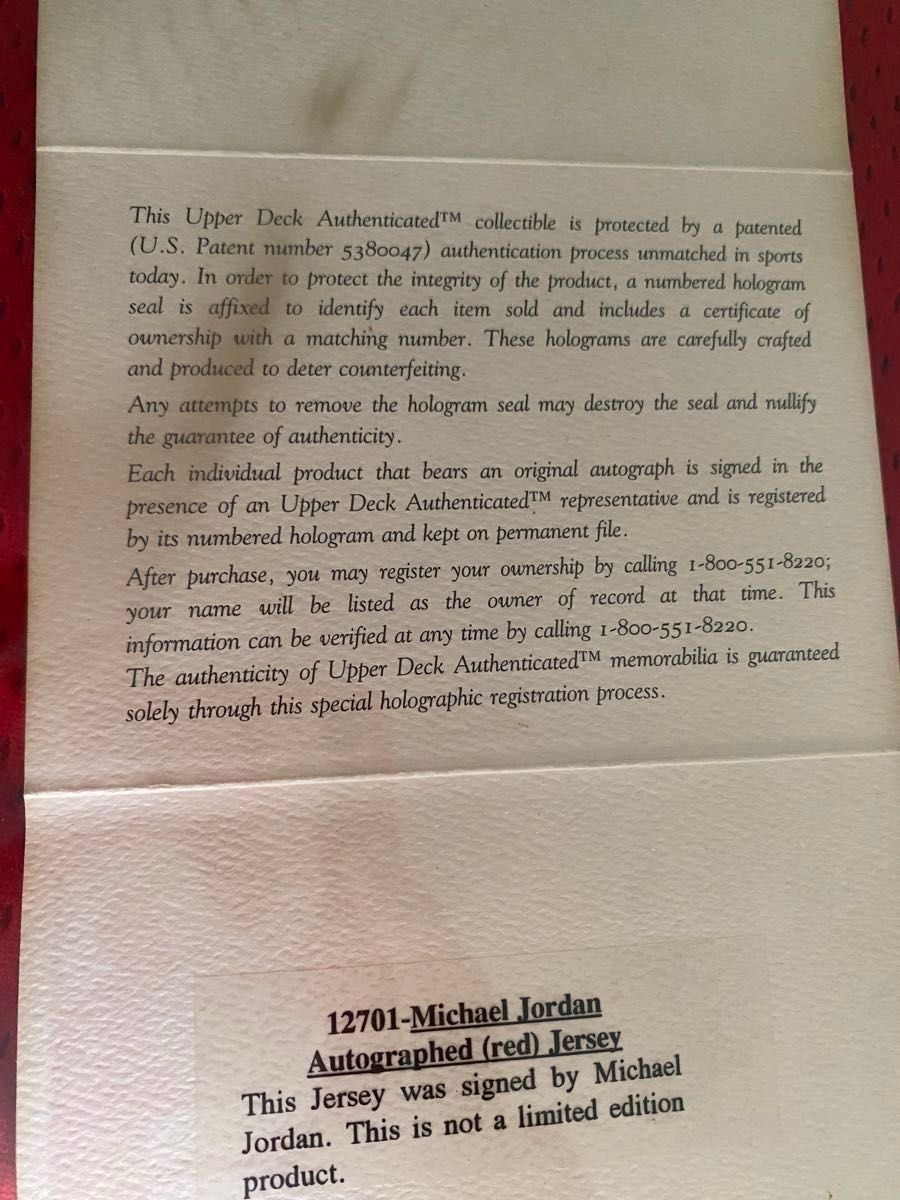 This Upper Deck Authenticated™ collectible is protected by a patented
(U.S. Patent number 5380047) authentication process unmatched in sports
today. In order to protect the integrity of the product, a numbered hologram
seal is affixed to identify each item sold and includes a certificate of
ownership with a matching number. These holograms are carefully crafted
and produced to deter counterfeiting.
Any attempts to remove the hologram seal may destroy the seal and nullify
the guarantee of authenticity.
Each individual product that bears an original autograph is signed in the
presence of an Upper Deck Authenticated™ representative and is registered
by its numbered hologram and kept on permanent file.
After purchase, you may register your ownership by calling 1-800-551-8220;
your name will be listed as the owner of record at that time. This
information can be verified at any time by calling 1-800-551-8220.
The authenticity of Upper Deck Authenticated™ memorabilia is guaranteed
solely through this special holographic registration process.
12701-Michael Jordan
Autographed (red) Jersey
This Jersey was signed by Michael
Jordan. This is not a limited edition
product.